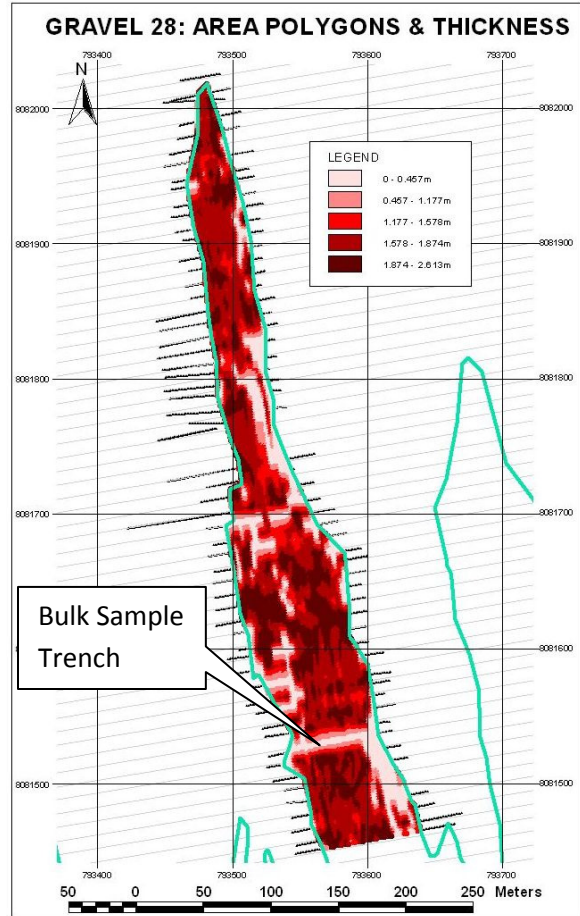 GRAVEL 28: AREA POLYGONS & THICKNESS
793400 793500 793600 793700
N
8082000 8082000
LEGEND
0 - 0.457m
0.457 - 1.177m
1.177 - 1.578m
1.578 - 1.874m
1.874 - 2.613m
8081900 8081900
8081800 8081800
8081700 8081700
Bulk Sample
Trench
8081600
8081500 8081500
793400 793500 793600 793700
50 0 50 100 150 200 250 Meters